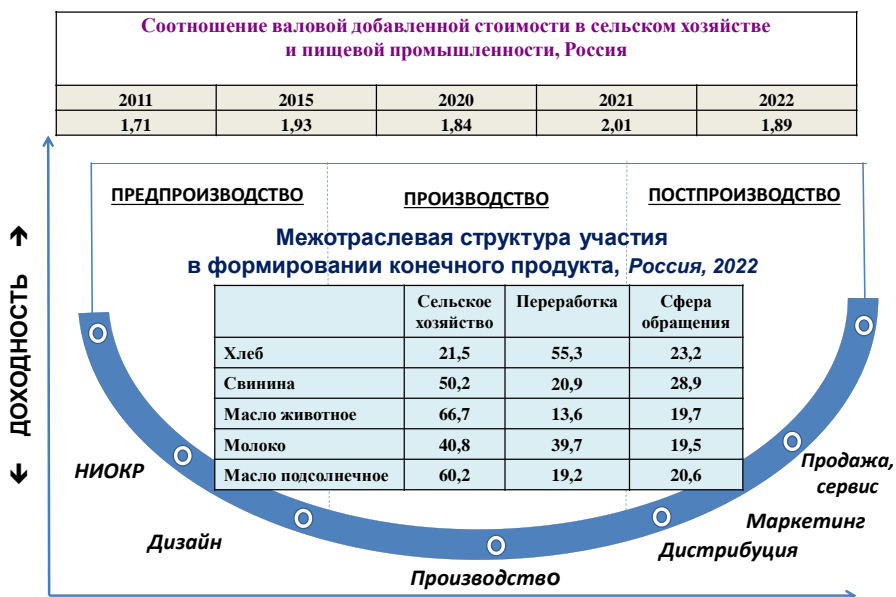 Соотношение валовой добавленной стоимости в сельском хозяйстве
и пищевой промышленности, Россия
2011 2015 2020 2021 2022
1,71 1,93 1,84 2,01 1,89
ПРЕДПРОИЗВОДСТВО ПРОИЗВОДСТВО ПОСТПРОИЗВОДСТВО
Межотраслевая структура участия
в формировании конечного продукта, Россия, 2022
Сельское Переработка Сфера
хозяйство обращения
Хлеб 21,5 55,3 23,2
Свинина 50,2 20,9 28,9
Масло животное 66,7 13,6 19,7
Молоко 40,8 39,7 19,5
Масло подсолнечное 60,2 19,2 20,6
← ДОХОДНОСТЬ →
НИОКР
Дизайн
Производство
Дистрибуция
Маркетинг
Продажа,
сервис